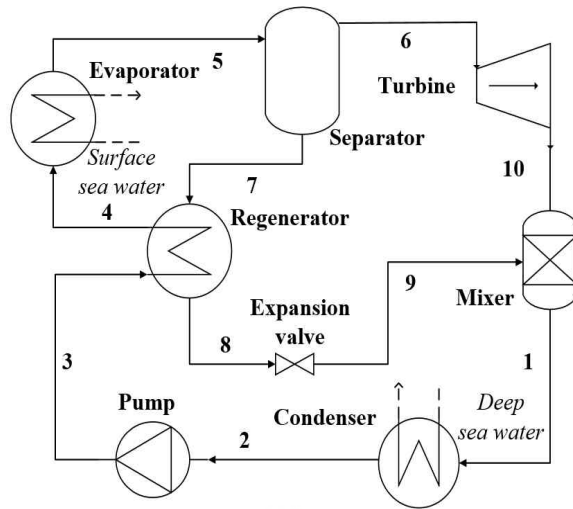 5
6
Evaporator
Turbine
Separator
Surface
sea water
7
10
4
Regenerator
9
Expansion
valve
Mixer
8
3
1
Pump
Condenser
Deep
sea water
2